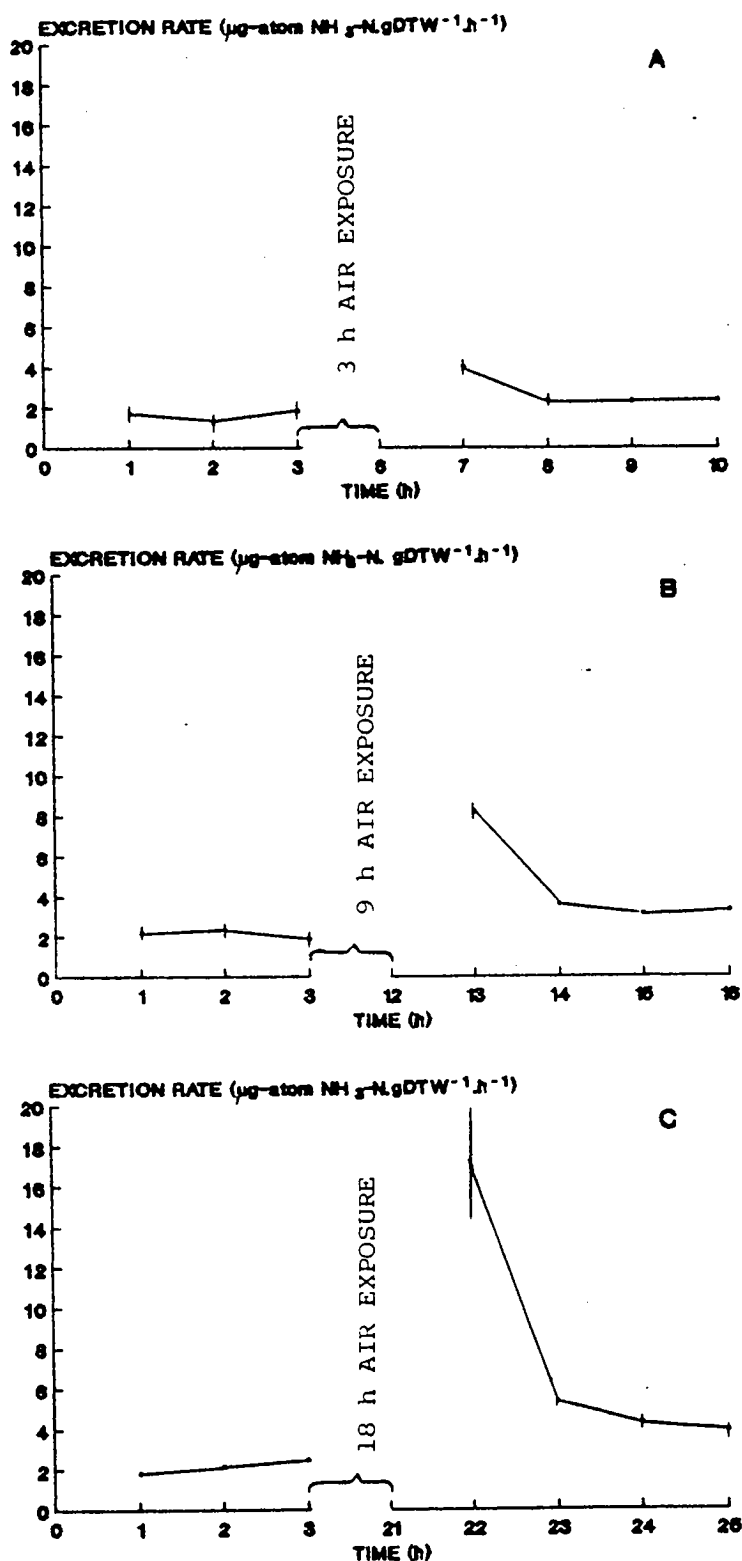 EXCRETION RATE (µg-atom NH 3-N.gDTW⁻¹.h⁻¹)
A
20
18
16
14
12
10
8
6
4
2
0
3 h AIR EXPOSURE
0 1 2 3 6 7 8 9 10
TIME (h)
EXCRETION RATE (µg-atom NH3-N. gDTW⁻¹.h⁻¹)
B
20
18
16
14
12
10
8
6
4
2
0
9 h AIR EXPOSURE
0 1 2 3 12 13 14 15 16
TIME (h)
EXCRETION RATE (µg-atom NH 3-N.gDTW⁻¹.h⁻¹)
C
20
18
16
14
12
10
8
6
4
2
0
18 h AIR EXPOSURE
0 1 2 3 21 22 23 24 25
TIME (h)